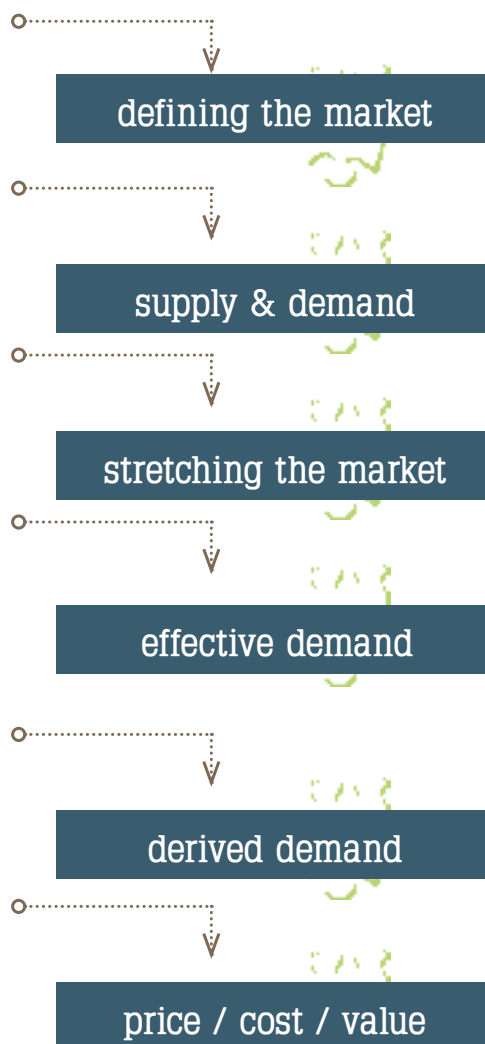 defining the market
supply & demand
stretching the market
effective demand
derived demand
price / cost / value